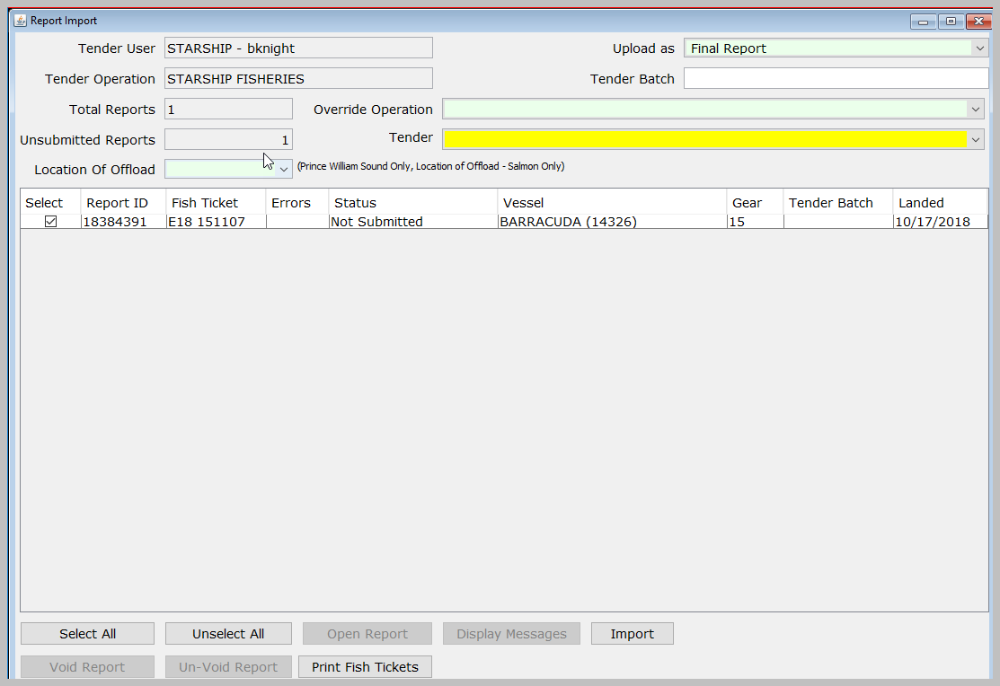 Report Import
Tender User STARSHIP - bknight Upload as Final Report
Tender Operation STARSHIP FISHERIES Tender Batch
Total Reports 1 Override Operation
Unsubmitted Reports 1 Tender
Location Of Offload (Prince William Sound Only, Location of Offload - Salmon Only)
Select Report ID Fish Ticket Errors Status Vessel Gear Tender Batch Landed
18384391 E18 151107 Not Submitted BARRACUDA (14326) 15 10/17/2018
Select All Unselect All Open Report Display Messages Import
Void Report Un-Void Report Print Fish Tickets